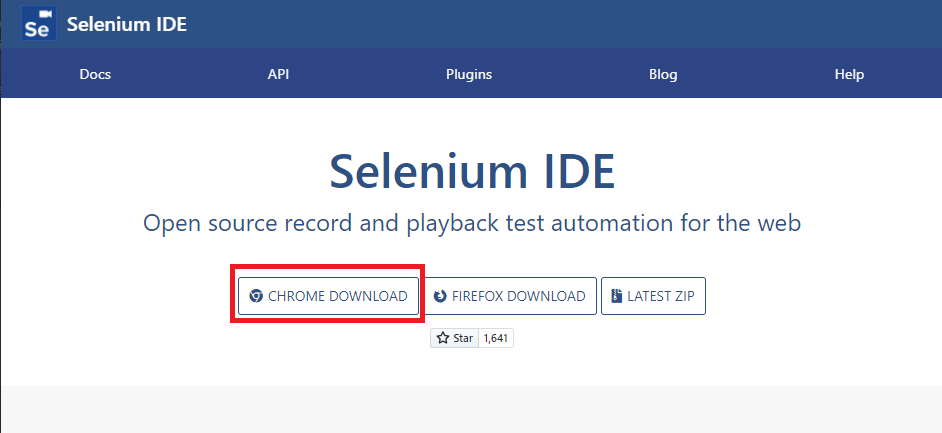 Se Selenium IDE
Docs API Plugins Blog Help
Selenium IDE
Open source record and playback test automation for the web
CHROME DOWNLOAD FIREFOX DOWNLOAD LATEST ZIP
Star 1,641